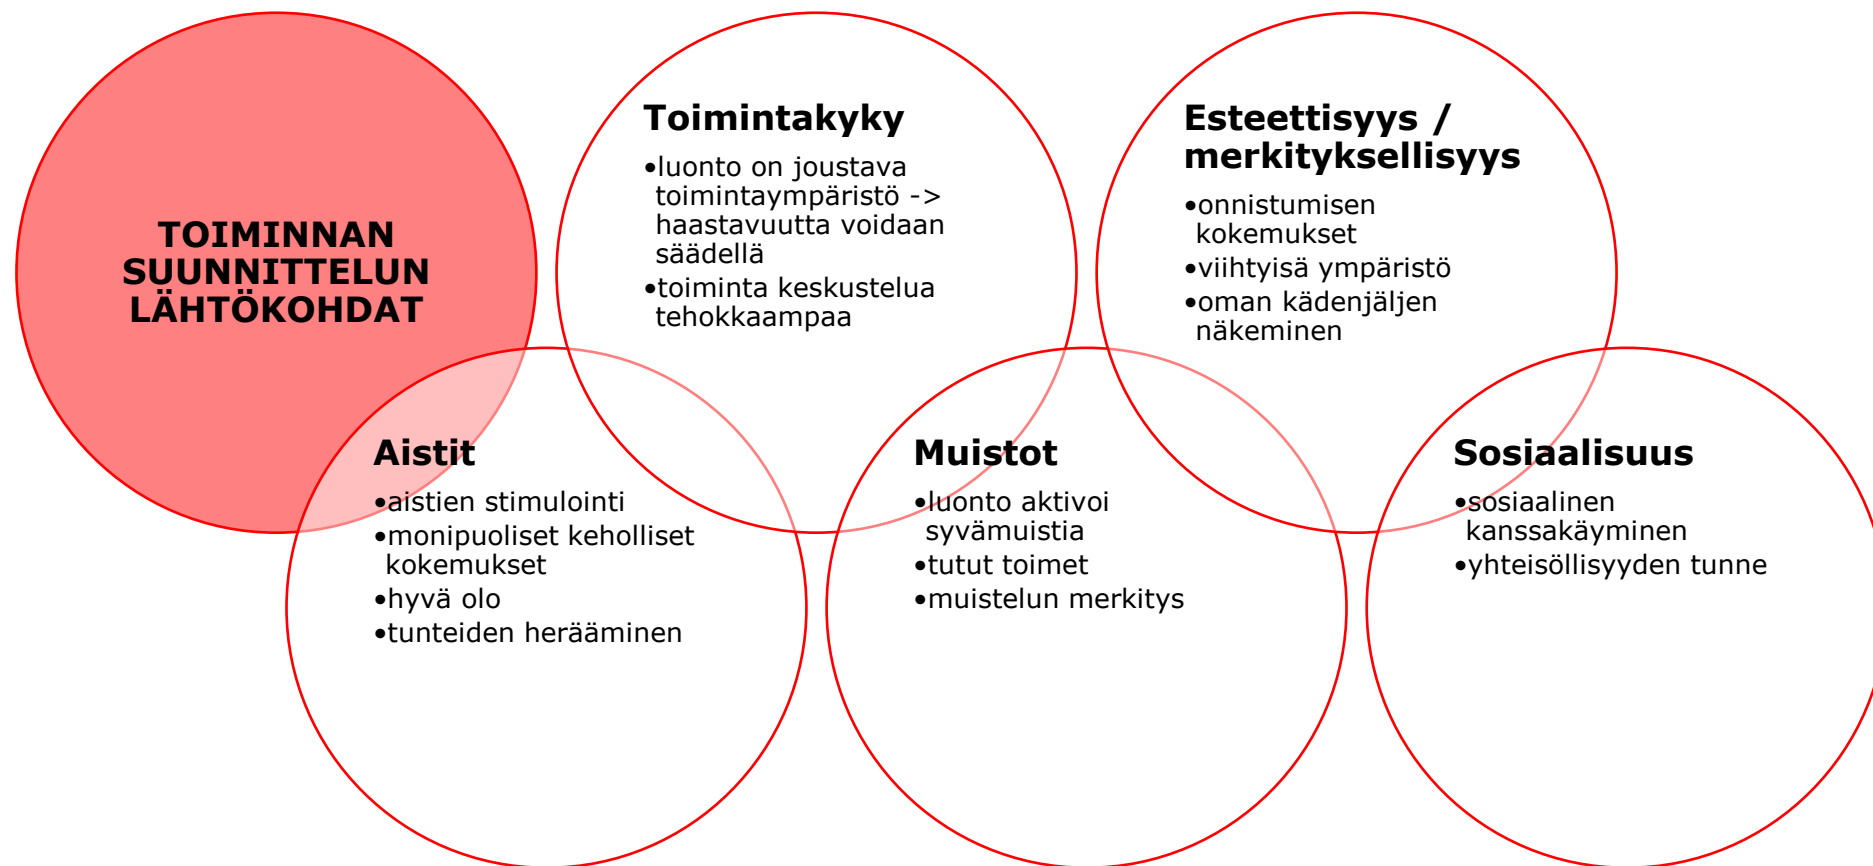 TOIMINNAN
SUUNNITTELUN
LÄHTÖKOHDAT
Aistit
•aistien stimulointi
•monipuoliset keholliset
kokemukset
•hyvä olo
•tunteiden herääminen
Toimintakyky
•luonto on joustava
toimintaympäristö ->
haastavuutta voidaan
säädellä
•toiminta keskustelua
tehokkaampaa
Muistot
•luonto aktivoi
syvämuistia
•tutut toimet
•muistelun merkitys
Esteettisyys /
merkityksellisyys
•onnistumisen
kokemukset
•viihtyisä ympäristö
•oman kädenjäljen
näkeminen
Sosiaalisuus
•sosiaalinen
kanssakäyminen
•yhteisöllisyyden tunne